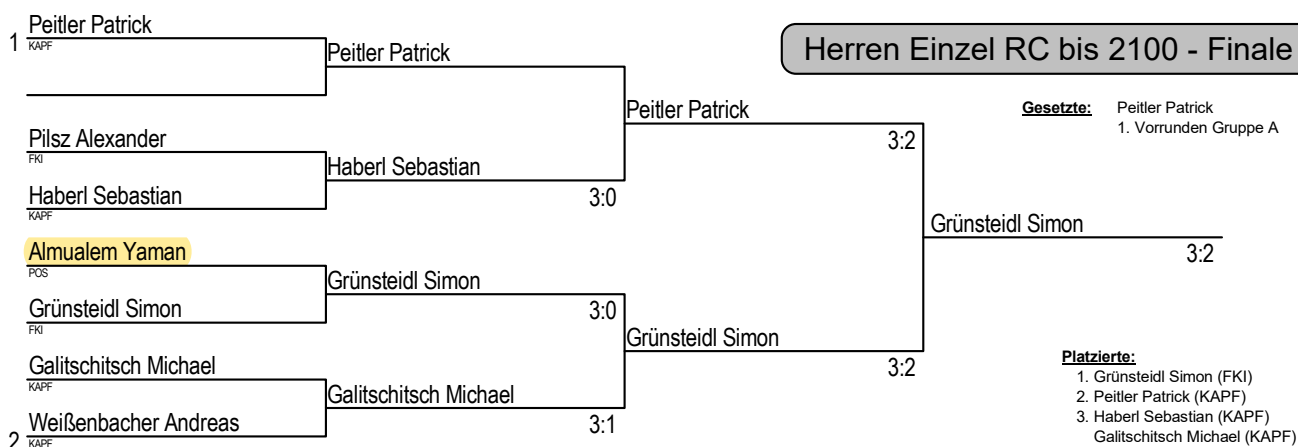 Herren Einzel RC bis 2100 - Finale
1
Peitler Patrick
KAPF
Pilsz Alexander
FKI
Haberl Sebastian
KAPF
Almualem Yaman
POS
Grünsteidl Simon
FKI
Galitschitsch Michael
KAPF
Weißenbacher Andreas
2
KAPF
Peitler Patrick
Haberl Sebastian
3:0
Grünsteidl Simon
3:0
Galitschitsch Michael
3:1
Peitler Patrick
3:2
Grünsteidl Simon
3:2
Grünsteidl Simon
3:2
Gesetzte: Peitler Patrick
1. Vorrunden Gruppe A
Platzierte:
1. Grünsteidl Simon (FKI)
2. Peitler Patrick (KAPF)
3. Haberl Sebastian (KAPF)
Galitschitsch Michael (KAPF)